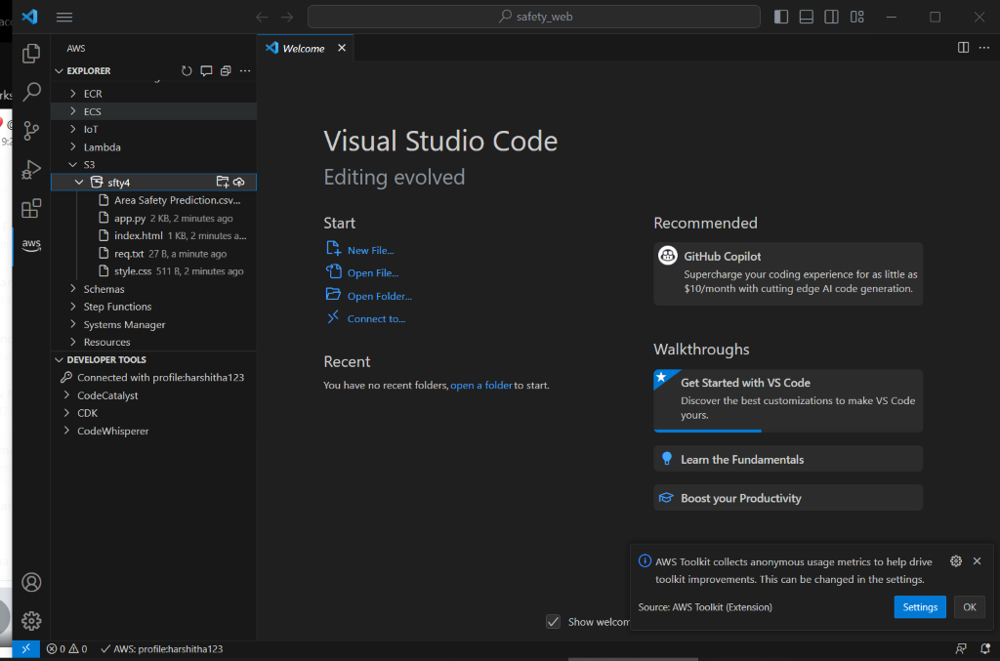 safety_web
AWS
Welcome
EXPLORER
ECR
ECS
IoT
Lambda
S3
sfty4
Area Safety Prediction.csv...
app.py 2 KB, 2 minutes ago
index.html 1 KB, 2 minutes a...
req.txt 27 B, a minute ago
style.css 511 B, 2 minutes ago
Schemas
Step Functions
Systems Manager
Resources
DEVELOPER TOOLS
Connected with profile:harshitha123
CodeCatalyst
CDK
CodeWhisperer
aws
Visual Studio Code
Editing evolved
Start
New File...
Open File...
Open Folder...
Connect to...
Recent
You have no recent folders, open a folder to start.
Recommended
GitHub Copilot
Supercharge your coding experience for as little as
$10/month with cutting edge AI code generation.
Walkthroughs
Get Started with VS Code
Discover the best customizations to make VS Code
yours.
Learn the Fundamentals
Boost your Productivity
AWS Toolkit collects anonymous usage metrics to help drive
toolkit improvements. This can be changed in the settings.
Source: AWS Toolkit (Extension)
Settings
OK
Show welcom
0 0 AWS: profile:harshitha123